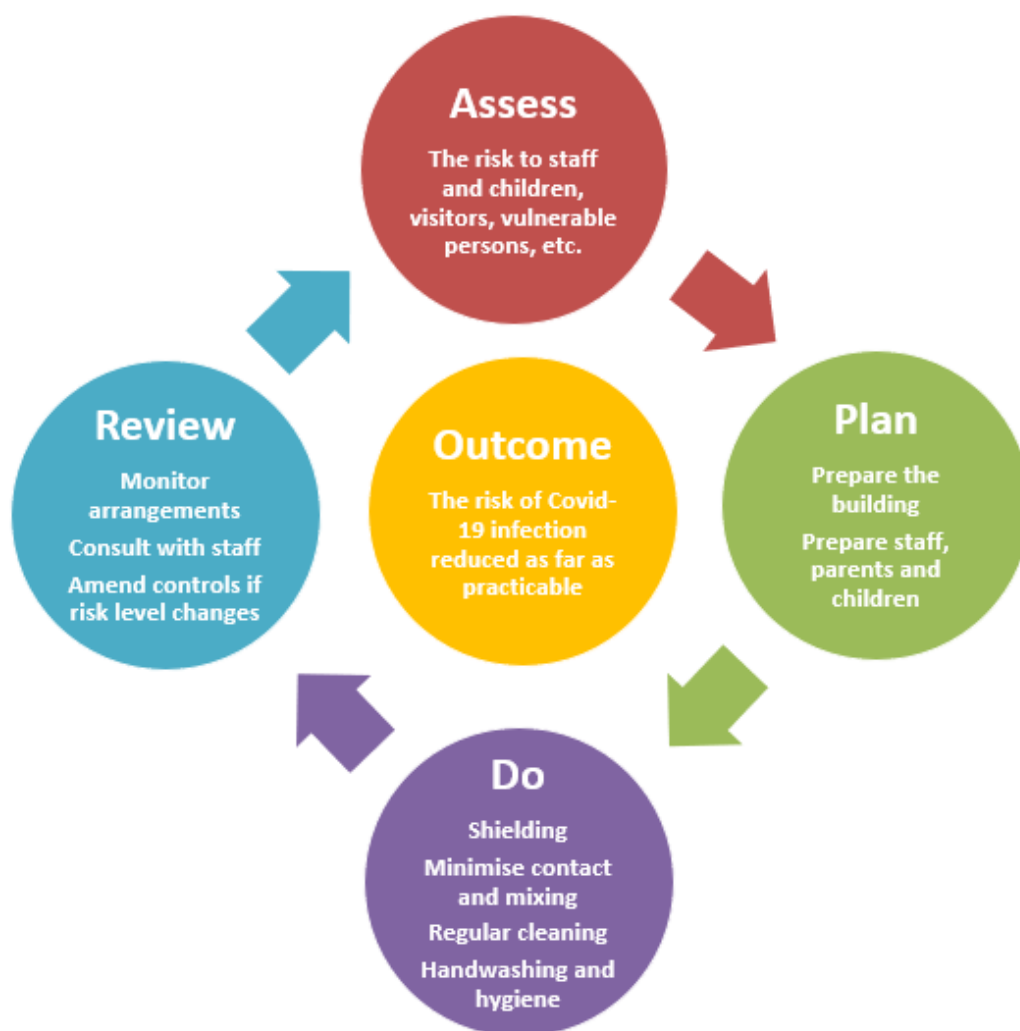 Assess
The risk to staff
and children,
visitors, vulnerable
persons, etc.
Plan
Prepare the
building
Prepare staff,
parents and
children
Do
Shielding
Minimise contact
and mixing
Regular cleaning
Handwashing and
hygiene
Review
Monitor
arrangements
Consult with staff
Amend controls if
risk level changes
Outcome
The risk of Covid-
19 infection
reduced as far as
practicable